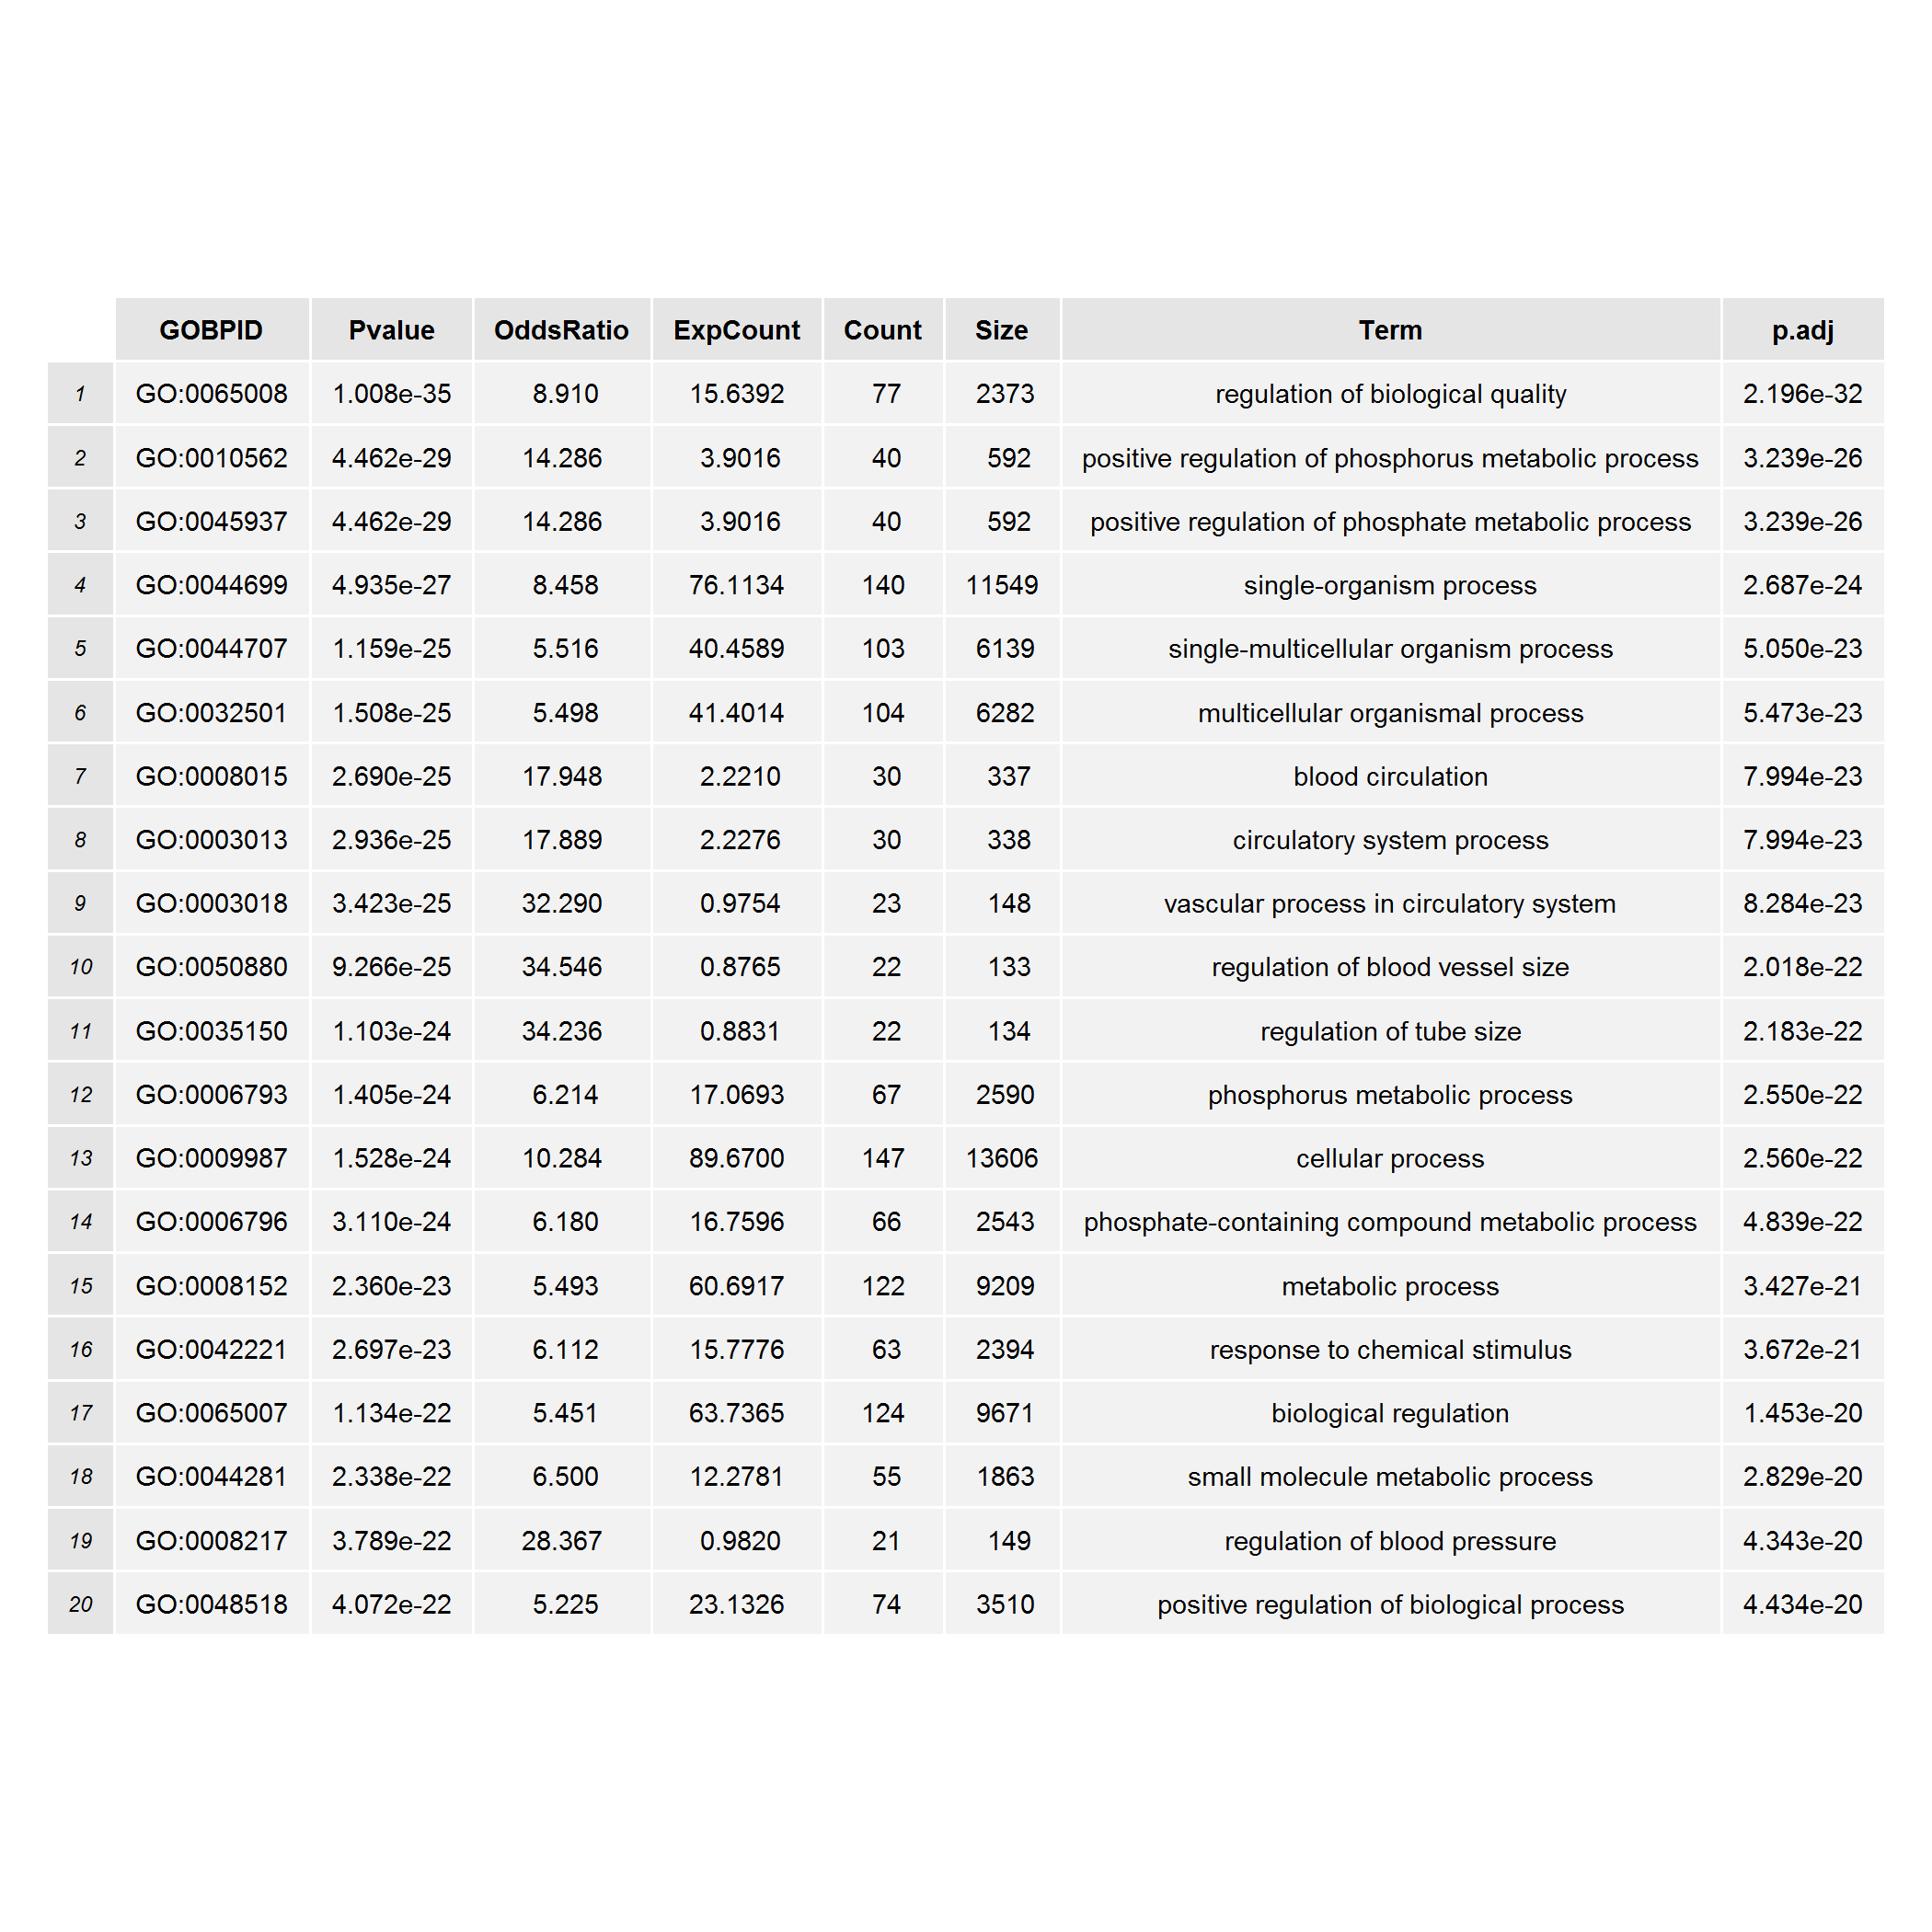 GOBPID Pvalue OddsRatio ExpCount Count Size Term p.adj
1 GO:0065008 1.008e-35 8.910 15.6392 77 2373 regulation of biological quality 2.196e-32
2 GO:0010562 4.462e-29 14.286 3.9016 40 592 positive regulation of phosphorus metabolic process 3.239e-26
3 GO:0045937 4.462e-29 14.286 3.9016 40 592 positive regulation of phosphate metabolic process 3.239e-26
4 GO:0044699 4.935e-27 8.458 76.1134 140 11549 single-organism process 2.687e-24
5 GO:0044707 1.159e-25 5.516 40.4589 103 6139 single-multicellular organism process 5.050e-23
6 GO:0032501 1.508e-25 5.498 41.4014 104 6282 multicellular organismal process 5.473e-23
7 GO:0008015 2.690e-25 17.948 2.2210 30 337 blood circulation 7.994e-23
8 GO:0003013 2.936e-25 17.889 2.2276 30 338 circulatory system process 7.994e-23
9 GO:0003018 3.423e-25 32.290 0.9754 23 148 vascular process in circulatory system 8.284e-23
10 GO:0050880 9.266e-25 34.546 0.8765 22 133 regulation of blood vessel size 2.018e-22
11 GO:0035150 1.103e-24 34.236 0.8831 22 134 regulation of tube size 2.183e-22
12 GO:0006793 1.405e-24 6.214 17.0693 67 2590 phosphorus metabolic process 2.550e-22
13 GO:0009987 1.528e-24 10.284 89.6700 147 13606 cellular process 2.560e-22
14 GO:0006796 3.110e-24 6.180 16.7596 66 2543 phosphate-containing compound metabolic process 4.839e-22
15 GO:0008152 2.360e-23 5.493 60.6917 122 9209 metabolic process 3.427e-21
16 GO:0042221 2.697e-23 6.112 15.7776 63 2394 response to chemical stimulus 3.672e-21
17 GO:0065007 1.134e-22 5.451 63.7365 124 9671 biological regulation 1.453e-20
18 GO:0044281 2.338e-22 6.500 12.2781 55 1863 small molecule metabolic process 2.829e-20
19 GO:0008217 3.789e-22 28.367 0.9820 21 149 regulation of blood pressure 4.343e-20
20 GO:0048518 4.072e-22 5.225 23.1326 74 3510 positive regulation of biological process 4.434e-20